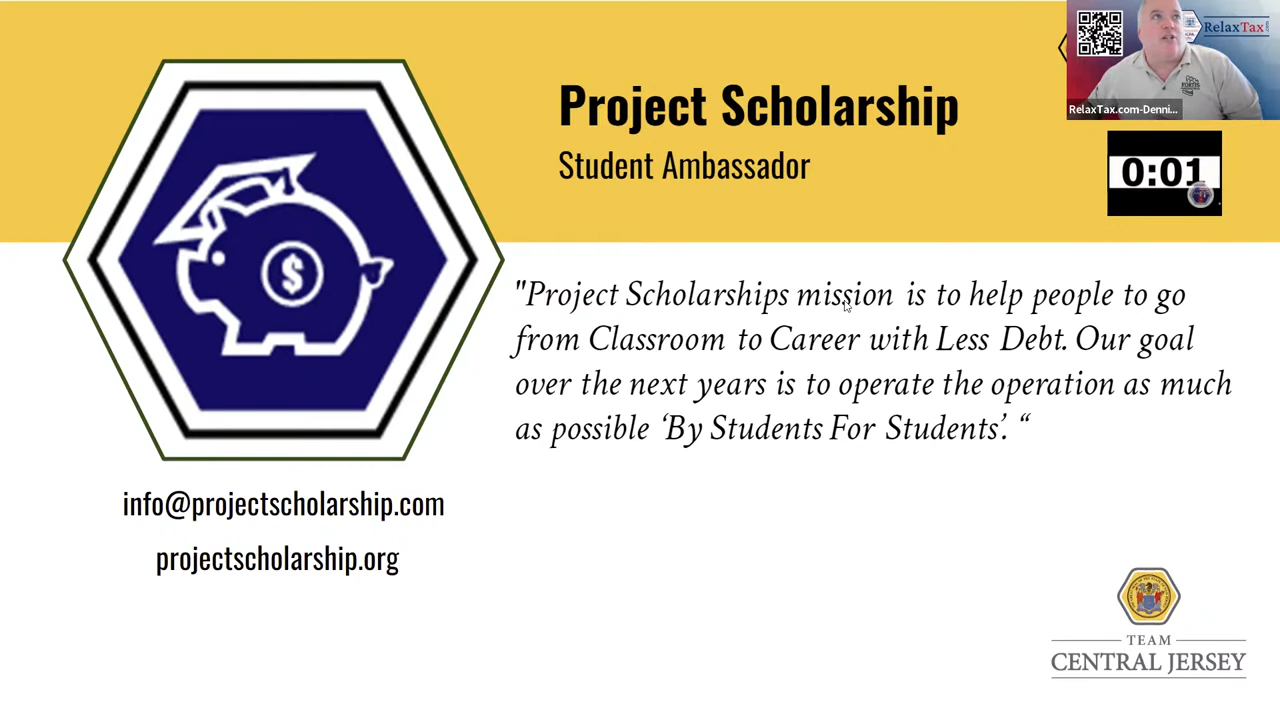 Project Scholarship
Student Ambassador
RelaxTax.com
RelaxTax.com-Denni...
0:01
$
"Project Scholarships mission is to help people to go
from Classroom to Career with Less Debt. Our goal
over the next years is to operate the operation as much
as possible ‘By Students For Students’. “
info@projectscholarship.com
projectscholarship.org
TEAM
CENTRAL JERSEY